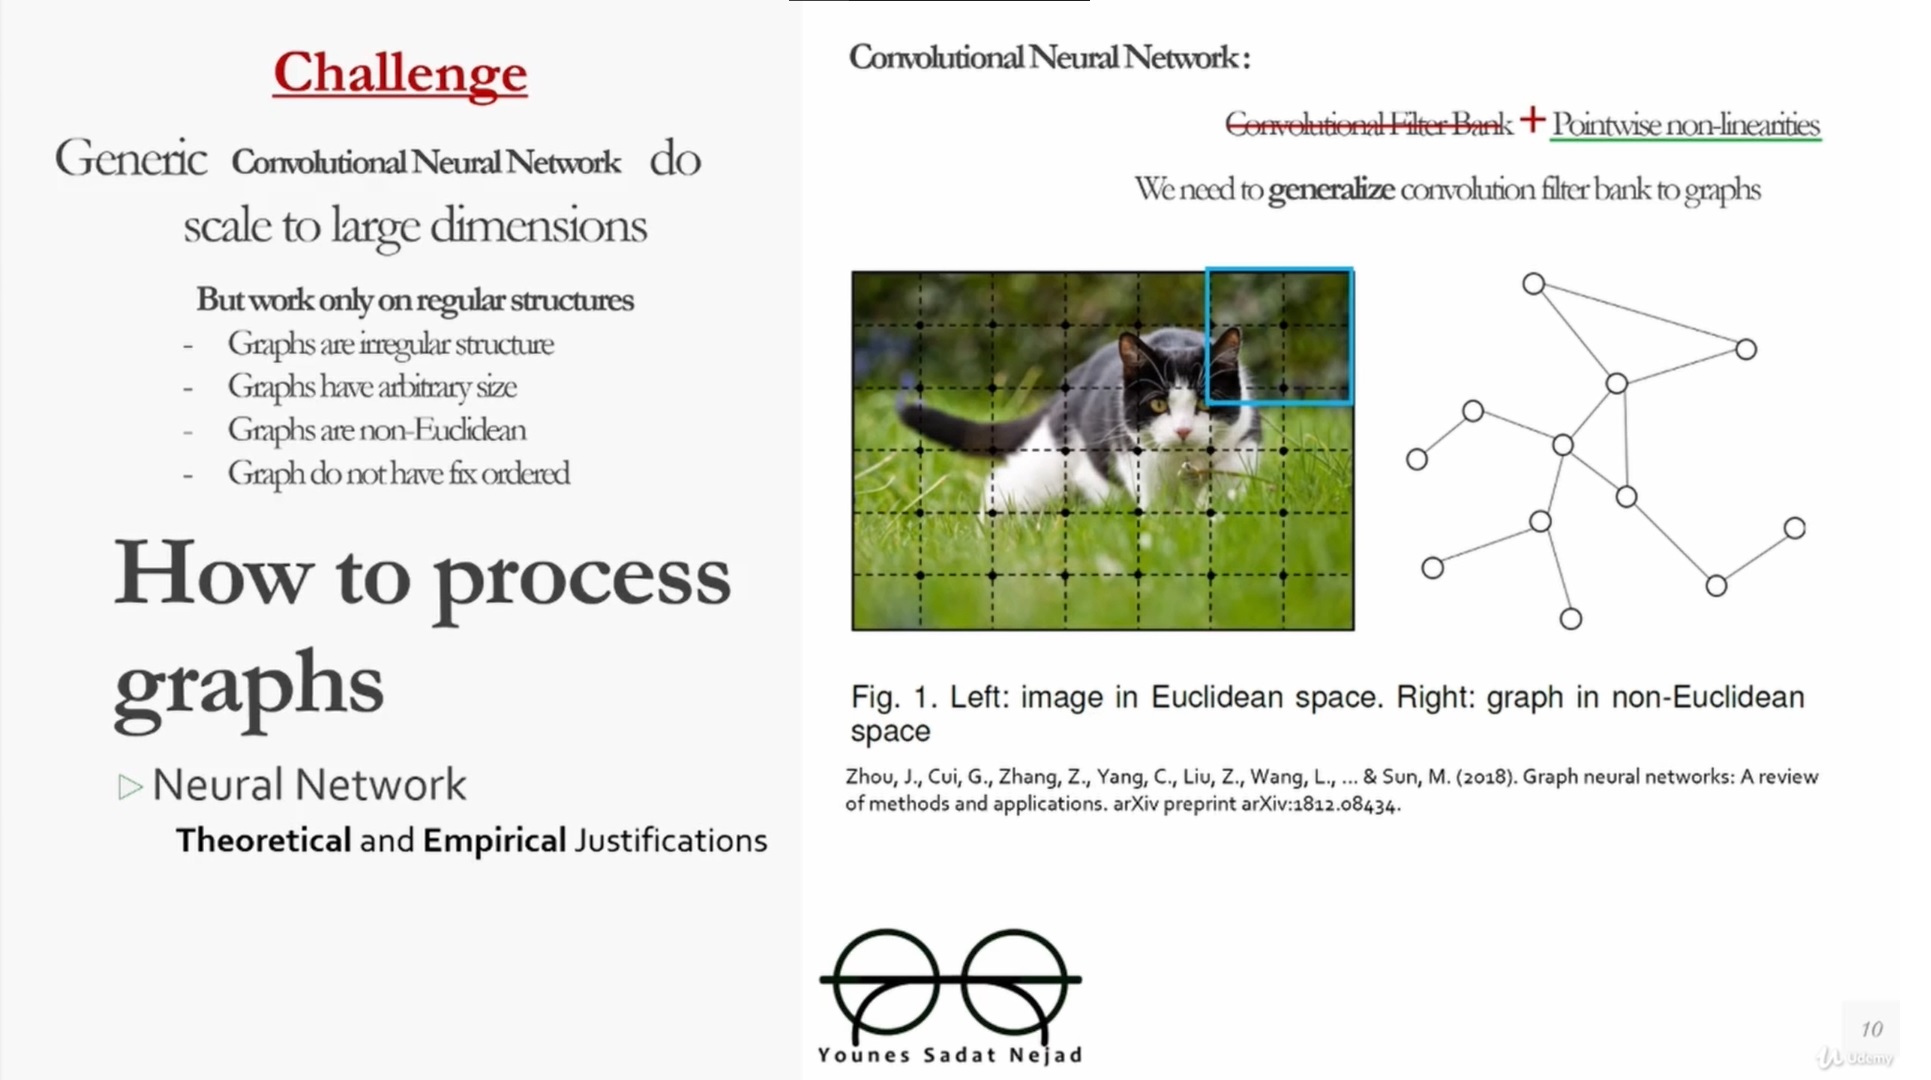 Challenge
Generic Convolutional Neural Network do
scale to large dimensions
But work only on regular structures
- Graphs are irregular structure
- Graphs have arbitrary size
- Graphs are non-Euclidean
- Graph do not have fix ordered
How to process
graphs
Neural Network
Theoretical and Empirical Justifications
Convolutional Neural Network:
Convolutional Filter Bank + Pointwise non-linearities
We need to generalize convolution filter bank to graphs
Fig. 1. Left: image in Euclidean space. Right: graph in non-Euclidean
space
Zhou, J., Cui, G., Zhang, Z., Yang, C., Liu, Z., Wang, L., ... & Sun, M. (2018). Graph neural networks: A review
of methods and applications. arXiv preprint arXiv:1812.08434.
Younes Sadat Nejad
10
Udemy